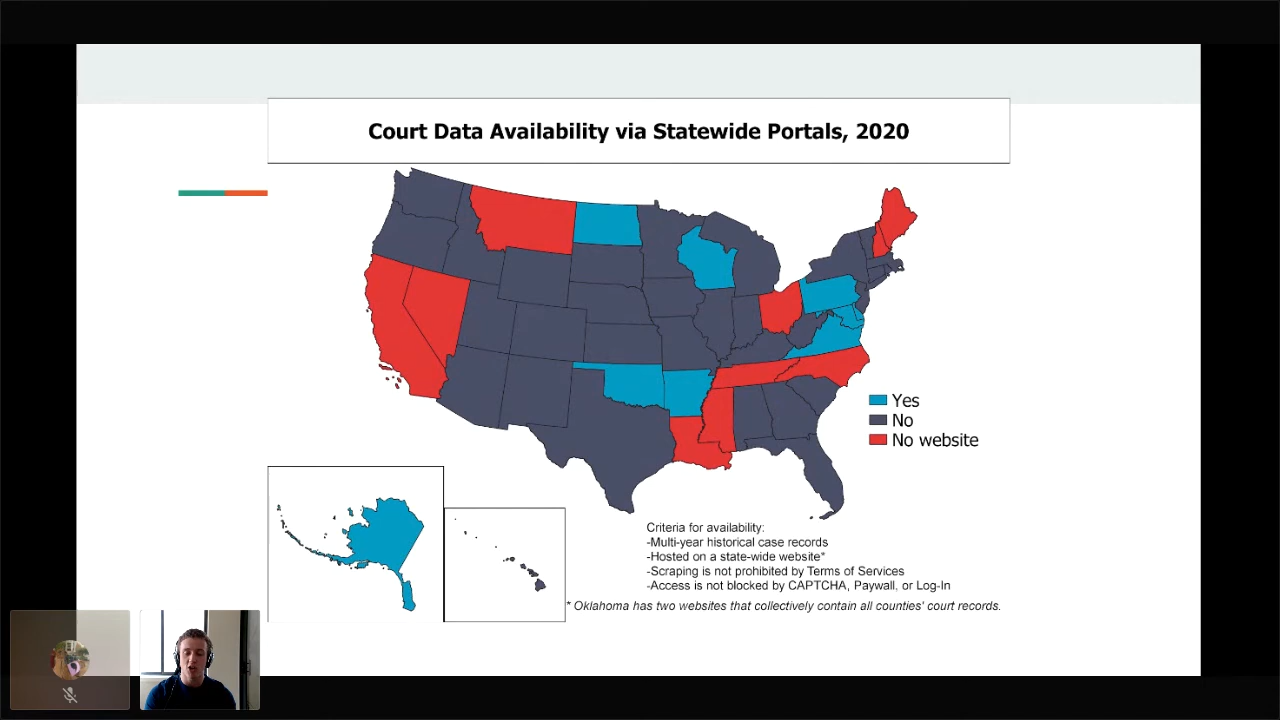 Court Data Availability via Statewide Portals, 2020
Yes
No
No website
Criteria for availability:
-Multi-year historical case records
-Hosted on a state-wide website*
-Scraping is not prohibited by Terms of Services
-Access is not blocked by CAPTCHA, Paywall, or Log-In
* Oklahoma has two websites that collectively contain all counties' court records.